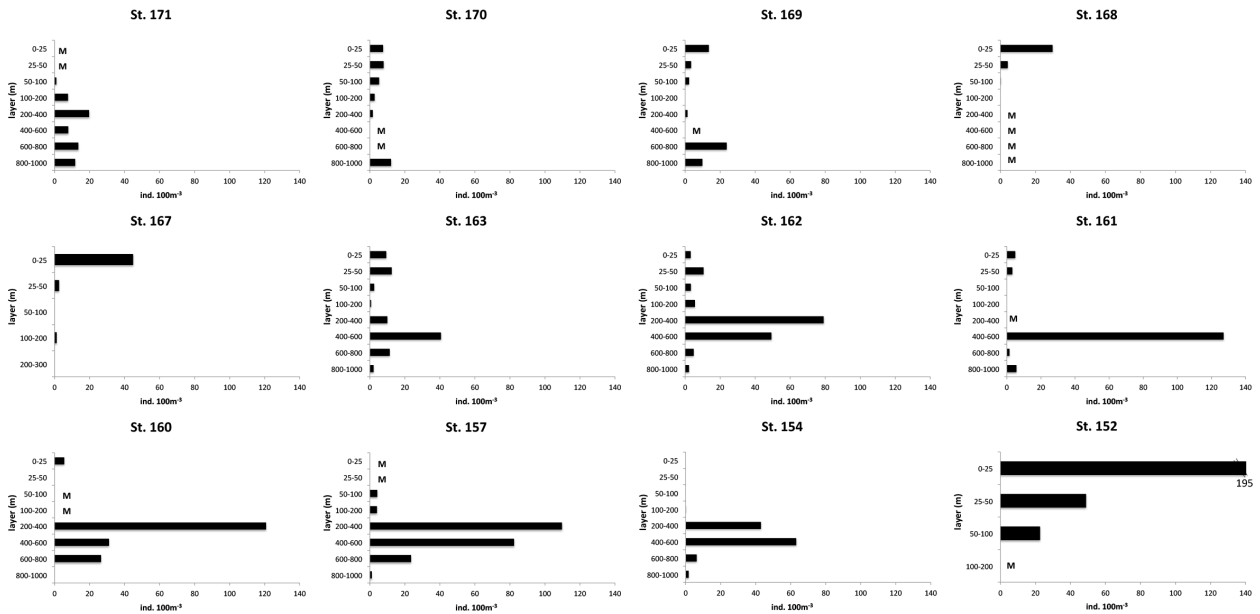 St. 171
layer (m)
0-25 M
25-50 M
50-100
100-200
200-400
400-600
600-800
800-1000
0 20 40 60 80 100 120 140
ind. 100m⁻³
St. 170
layer (m)
0-25
25-50
50-100
100-200
200-400
400-600 M
600-800 M
800-1000
0 20 40 60 80 100 120 140
ind. 100m⁻³
St. 169
layer (m)
0-25
25-50
50-100
100-200
200-400
400-600 M
600-800
800-1000
0 20 40 60 80 100 120 140
ind. 100m⁻³
St. 168
layer (m)
0-25
25-50
50-100
100-200
200-400 M
400-600 M
600-800 M
800-1000 M
0 20 40 60 80 100 120 140
ind. 100m⁻³
St. 167
layer (m)
0-25
25-50
50-100
100-200
200-300
0 20 40 60 80 100 120 140
ind. 100m⁻³
St. 163
layer (m)
0-25
25-50
50-100
100-200
200-400
400-600
600-800
800-1000
0 20 40 60 80 100 120 140
ind. 100m⁻³
St. 162
layer (m)
0-25
25-50
50-100
100-200
200-400
400-600
600-800
800-1000
0 20 40 60 80 100 120 140
ind. 100m⁻³
St. 161
layer (m)
0-25
25-50
50-100
100-200
200-400 M
400-600
600-800
800-1000
0 20 40 60 80 100 120 140
ind. 100m⁻³
St. 160
layer (m)
0-25
25-50
50-100 M
100-200 M
200-400
400-600
600-800
800-1000
0 20 40 60 80 100 120 140
ind. 100m⁻³
St. 157
layer (m)
0-25 M
25-50 M
50-100
100-200
200-400
400-600
600-800
800-1000
0 20 40 60 80 100 120 140
ind. 100m⁻³
St. 154
layer (m)
0-25
25-50
50-100
100-200
200-400
400-600
600-800
800-1000
0 20 40 60 80 100 120 140
ind. 100m⁻³
St. 152
layer (m)
0-25
195
25-50
50-100
100-200 M
0 20 40 60 80 100 120 140
ind. 100m⁻³